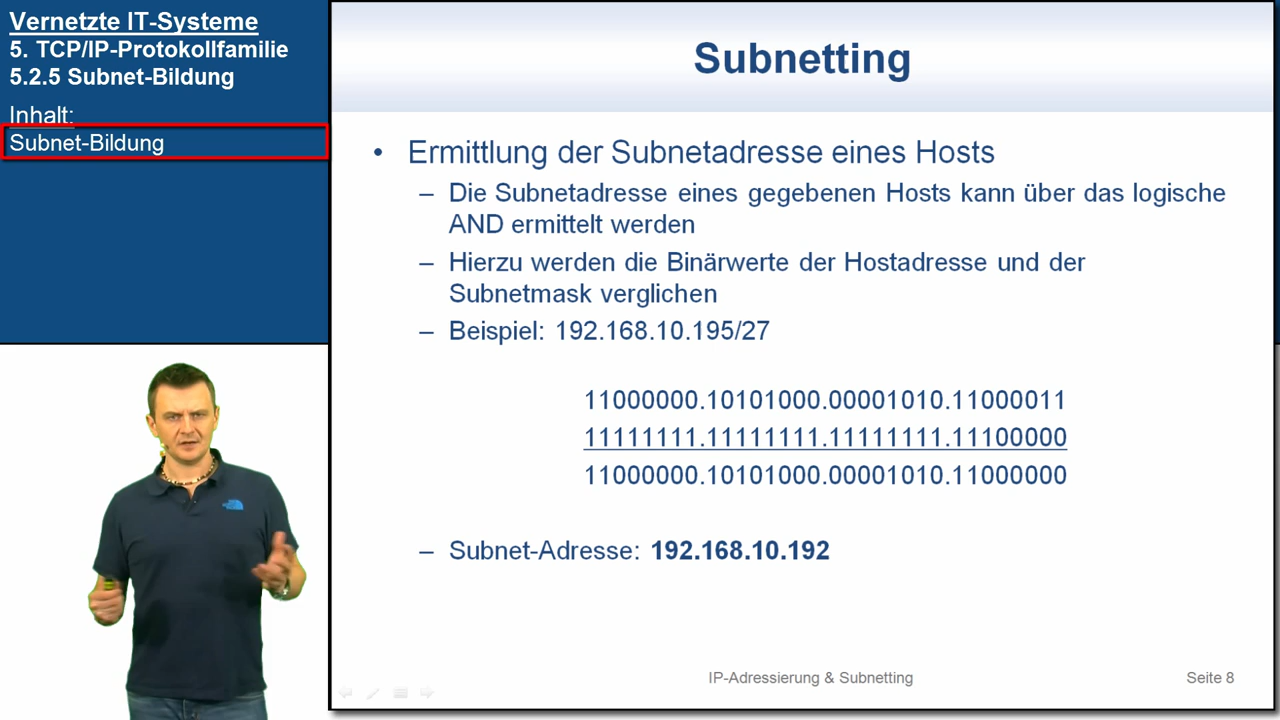 Vernetzte IT-Systeme
5. TCP/IP-Protokollfamilie
5.2.5 Subnet-Bildung
Inhalt:
Subnet-Bildung
Subnetting
• Ermittlung der Subnetadresse eines Hosts
– Die Subnetadresse eines gegebenen Hosts kann über das logische
AND ermittelt werden
– Hierzu werden die Binärwerte der Hostadresse und der
Subnetmask verglichen
– Beispiel: 192.168.10.195/27
11000000.10101000.00001010.11000011
11111111.11111111.11111111.11100000
11000000.10101000.00001010.11000000
– Subnet-Adresse: 192.168.10.192
IP-Adressierung & Subnetting
Seite 8